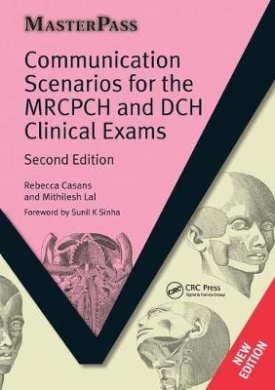 MASTERPASS
Communication
Scenarios for the
MRCPCH and DCH
Clinical Exams
Second Edition
Rebecca Casans
and Mithilesh Lal
Foreword by Sunil K Sinha
CRC Press
Taylor & Francis Group
NEW
EDITION